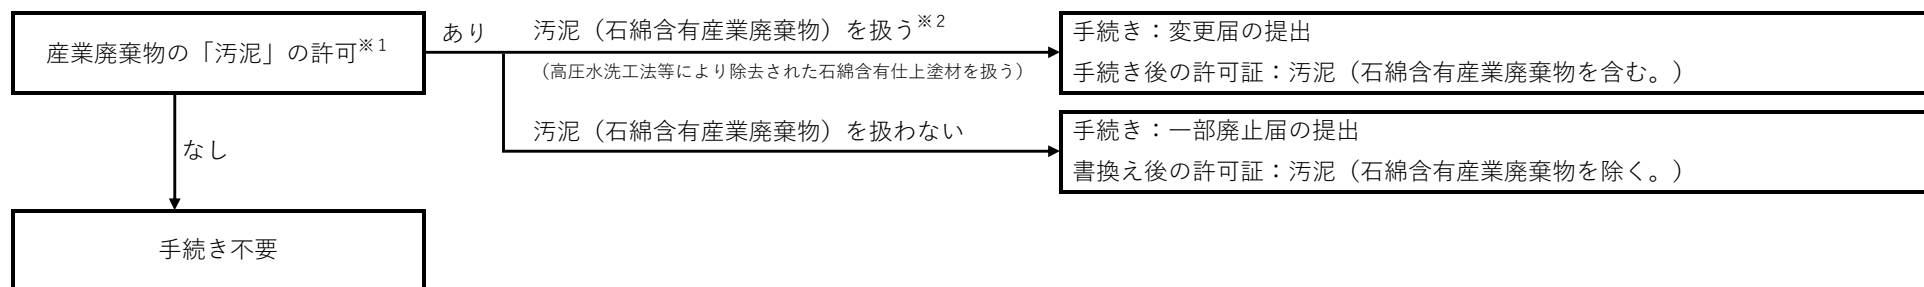 産業廃棄物の「汚泥」の許可※1
あり
汚泥（石綿含有産業廃棄物）を扱う※2
（高圧水洗工法等により除去された石綿含有仕上塗材を扱う）
手続き：変更届の提出
手続き後の許可証：汚泥（石綿含有産業廃棄物を含む。）
汚泥（石綿含有産業廃棄物）を扱わない
手続き：一部廃止届の提出
書換え後の許可証：汚泥（石綿含有産業廃棄物を除く。）
なし
手続き不要